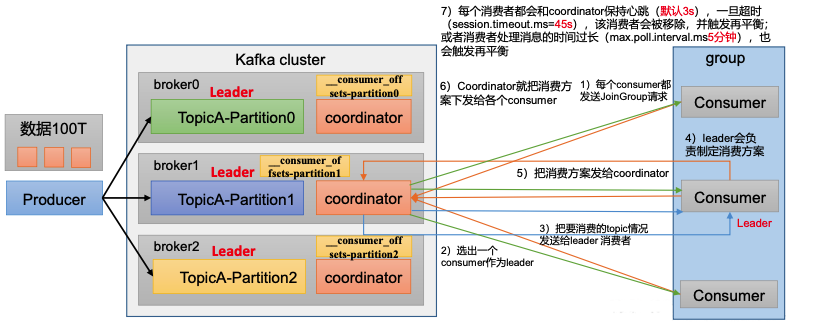 7）每个消费者都会和coordinator保持心跳（默认3s），一旦超时
（session.timeout.ms=45s），该消费者会被移除，并触发再平衡；
或者消费者处理消息的时间过长（max.poll.interval.ms5分钟），也
会触发再平衡
Kafka cluster
group
broker0
Leader
__consumer_off
sets-partition0
TopicA-Partition0
coordinator
6）Coordinator就把消费方
案下发给各个consumer
1）每个consumer都
发送JoinGroup请求
Consumer
数据100T
4）leader会负
责制定消费方案
broker1
Leader
__consumer_of
fsets-partition1
5）把消费方案发给coordinator
Producer
TopicA-Partition1
coordinator
Consumer
Leader
3）把要消费的topic情况
发送给leader 消费者
broker2
Leader
__consumer_off
sets-partition2
2）选出一个
consumer作为leader
TopicA-Partition2
coordinator
Consumer